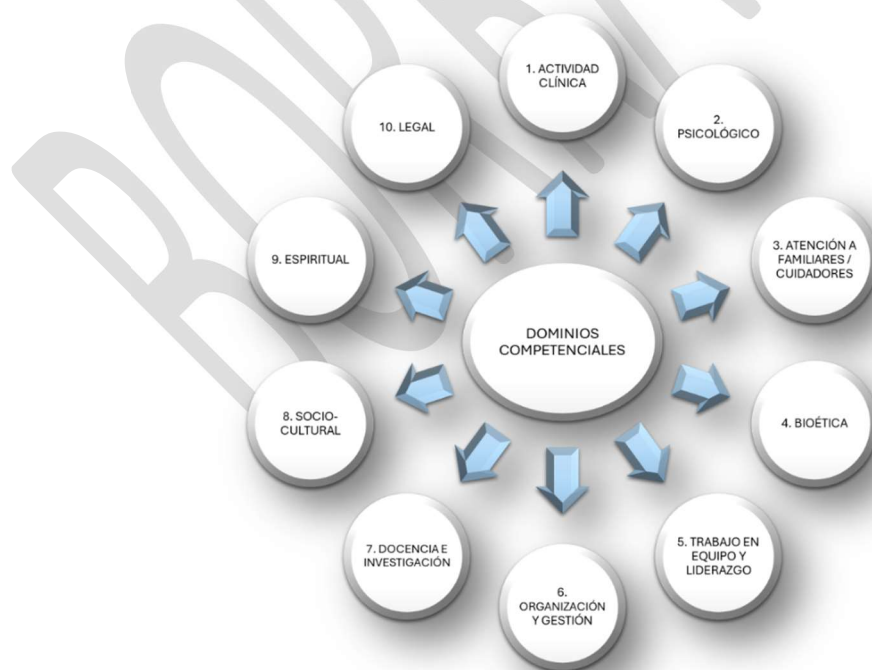 1. ACTIVIDAD
CLÍNICA
2.
PSICOLÓGICO
3. ATENCIÓN A
FAMILIARES /
CUIDADORES
4. BIOÉTICA
5. TRABAJO EN
EQUIPO Y
LIDERAZGO
6.
ORGANIZACIÓN
Y GESTIÓN
7. DOCENCIA E
INVESTIGACIÓN
8. SOCIO-
CULTURAL
9. ESPIRITUAL
10. LEGAL
DOMINIOS
COMPETENCIALES